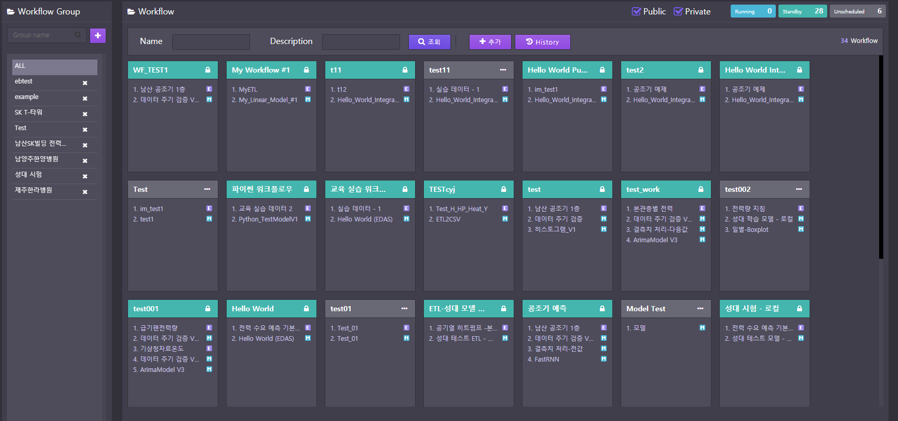 Workflow Group
Group name
ALL
ebtest
example
SK T-타워
Test
남산SK빌딩 전력...
남양주한양병원
성대 시험
제주한라병원
Workflow
Public
Private
Running 0
Standby 28
Unscheduled 6
Name
Description
조회
추가
History
34 Workflow
WF_TEST1
1. 남산 공조기 1층 E
2. 데이터 주기 검증 V... M
My Workflow #1
1. MyETL E
2. My_Linear_Model_#1 M
t11
1. t12 E
2. Hello_World_Integra... M
test11
1. 실습 데이터 - 1 E
2. Hello_World_Integra... M
Hello World Pu...
1. im_test1 E
2. Hello_World_Integra... M
test2
1. 공조기 예제 E
2. Hello_World_Integra... M
Hello World Int...
1. 공조기 예제 E
2. Hello_World_Integra... M
Test
1. im_test1 E
2. test1 M
파이썬 워크플로우
1. 교육 실습 데이터 2 E
2. Python_TestModelV1 M
교육 실습 워크...
1. 실습 데이터 - 1 E
2. Hello World (EDAS) M
TESTcyj
1. Test_H_HP_Heat_Y E
2. ETL2CSV M
test
1. 남산 공조기 1층 E
2. 데이터 주기 검증 M
3. 히스토그램_V1 M
test_work
1. 본관층별 전력 E
2. 데이터 주기 검증 V... M
3. 결측치 처리-다음값 M
4. ArimaModel V3 M
test002
1. 전력량 지침 E
2. 성대 학습 모델 - 로컬 M
3. 일별-Boxplot M
test001
1. 급기팬전력량 E
2. 데이터 주기 검증 V... M
3. 기상청자료온도 E
4. 데이터 주기 검증 V... M
5. ArimaModel V3 M
Hello World
1. 전력 수요 예측 기본... E
2. Hello World (EDAS) M
test01
1. Test_01 E
2. Test_01 M
ETL-성대 모델 ...
1. 공기열 히트펌프 -본... E
2. 성대 테스트 ETL - ... M
공조기 예측
1. 남산 공조기 1층 E
2. 데이터 주기 검증 V... M
3. 결측치 처리-전값 M
4. FastRNN M
Model Test
1. 모델 M
성대 시험 - 로컬
1. 전력 수요 예측 기본... E
2. 성대 테스트 모델 - ... M